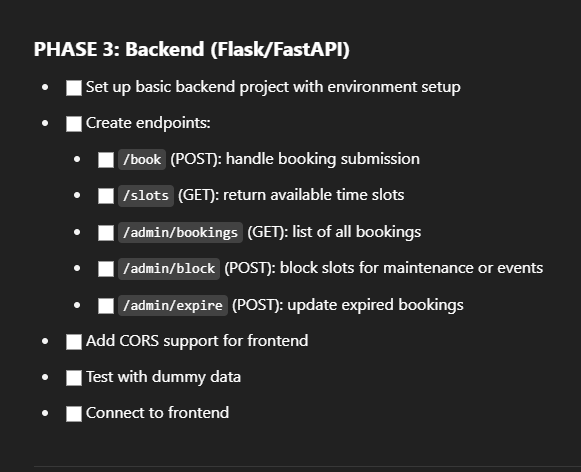 PHASE 3: Backend (Flask/FastAPI)
Set up basic backend project with environment setup
Create endpoints:
/book (POST): handle booking submission
/slots (GET): return available time slots
/admin/bookings (GET): list of all bookings
/admin/block (POST): block slots for maintenance or events
/admin/expire (POST): update expired bookings
Add CORS support for frontend
Test with dummy data
Connect to frontend